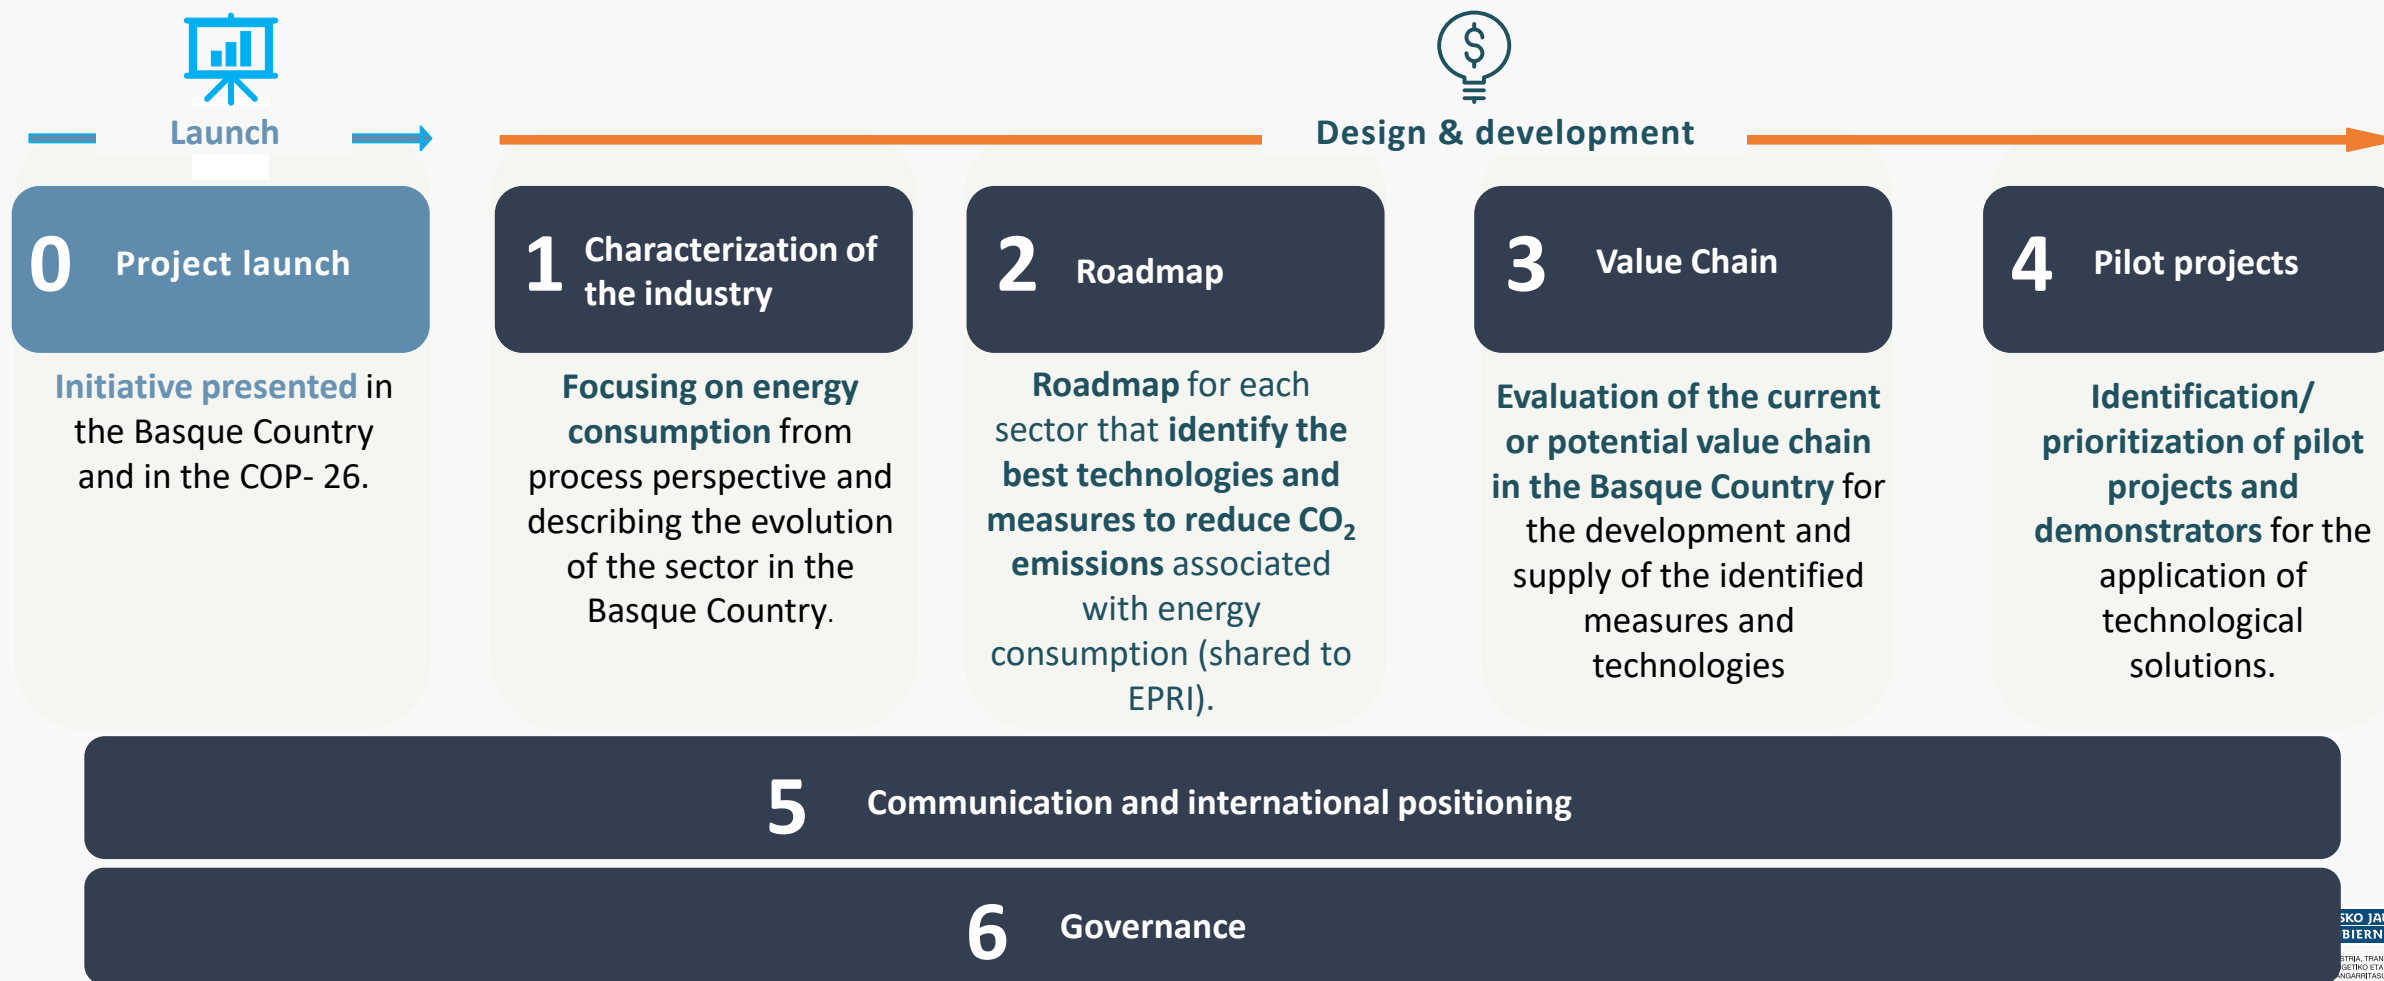 Launch
Design & development
0 Project launch
Initiative presented in
the Basque Country
and in the COP- 26.
1 Characterization of
the industry
Focusing on energy
consumption from
process perspective and
describing the evolution
of the sector in the
Basque Country.
2 Roadmap
Roadmap for each
sector that identify the
best technologies and
measures to reduce CO₂
emissions associated
with energy
consumption (shared to
EPRI).
3 Value Chain
Evaluation of the current
or potential value chain
in the Basque Country for
the development and
supply of the identified
measures and
technologies
4 Pilot projects
Identification/
prioritization of pilot
projects and
demonstrators for the
application of
technological
solutions.
5 Communication and international positioning
6 Governance